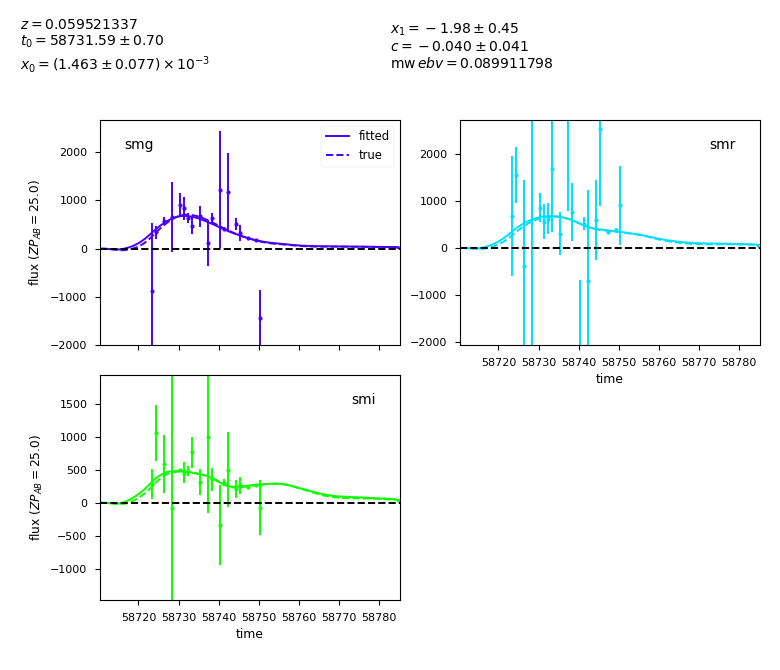 z = 0.059521337
t₀ = 58731.59 ± 0.70
x₀ = (1.463 ± 0.077) × 10⁻³
x₁ = −1.98 ± 0.45
c = −0.040 ± 0.041
mwebv = 0.089911798
smg
fitted
true
2000
1000
0
−1000
−2000
flux (ZP_AB = 25.0)
smr
2000
1000
0
−1000
−2000
58720 58730 58740 58750 58760 58770 58780
time
flux (ZP_AB = 25.0)
smi
1500
1000
500
0
−500
−1000
58720 58730 58740 58750 58760 58770 58780
time